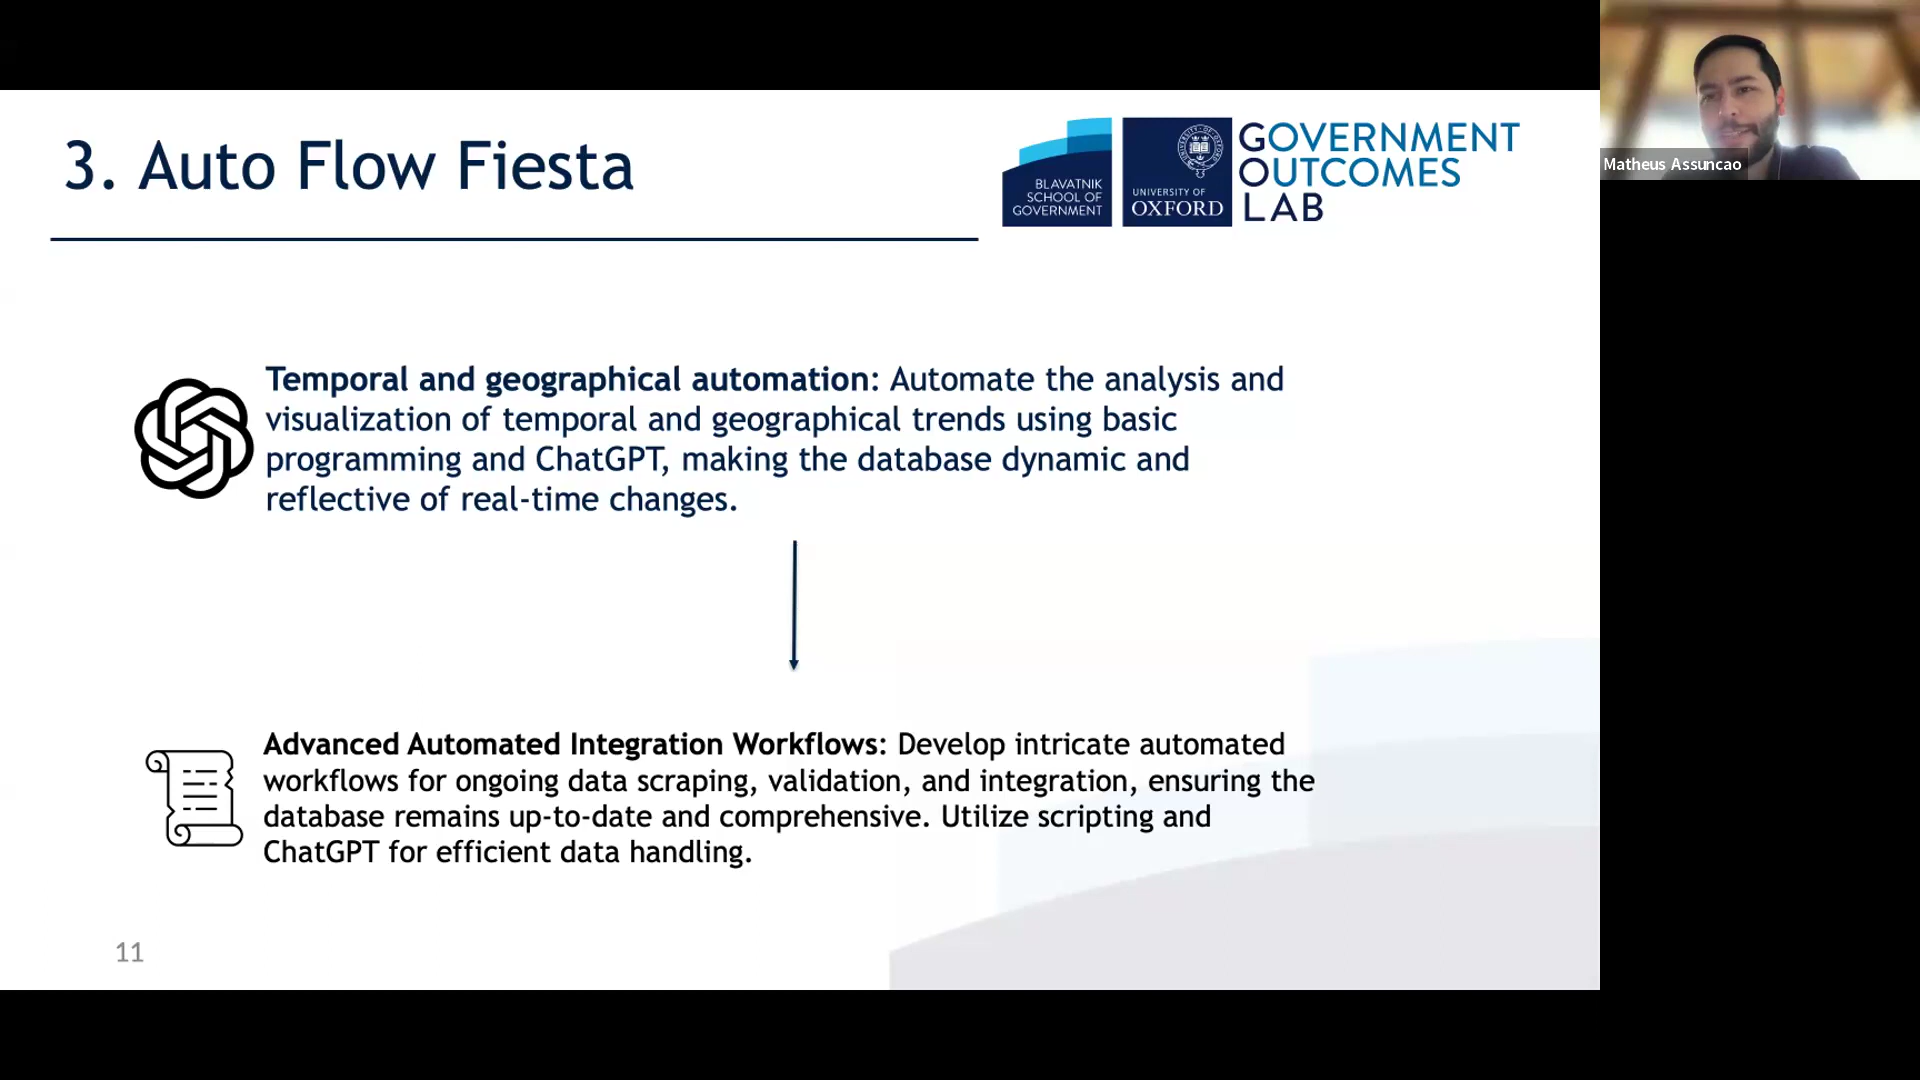 3. Auto Flow Fiesta
BLAVATNIK
SCHOOL OF
GOVERNMENT
UNIVERSITY OF
OXFORD
GOVERNMENT
OUTCOMES
LAB
Matheus Assuncao
Temporal and geographical automation: Automate the analysis and
visualization of temporal and geographical trends using basic
programming and ChatGPT, making the database dynamic and
reflective of real-time changes.
Advanced Automated Integration Workflows: Develop intricate automated
workflows for ongoing data scraping, validation, and integration, ensuring the
database remains up-to-date and comprehensive. Utilize scripting and
ChatGPT for efficient data handling.
11